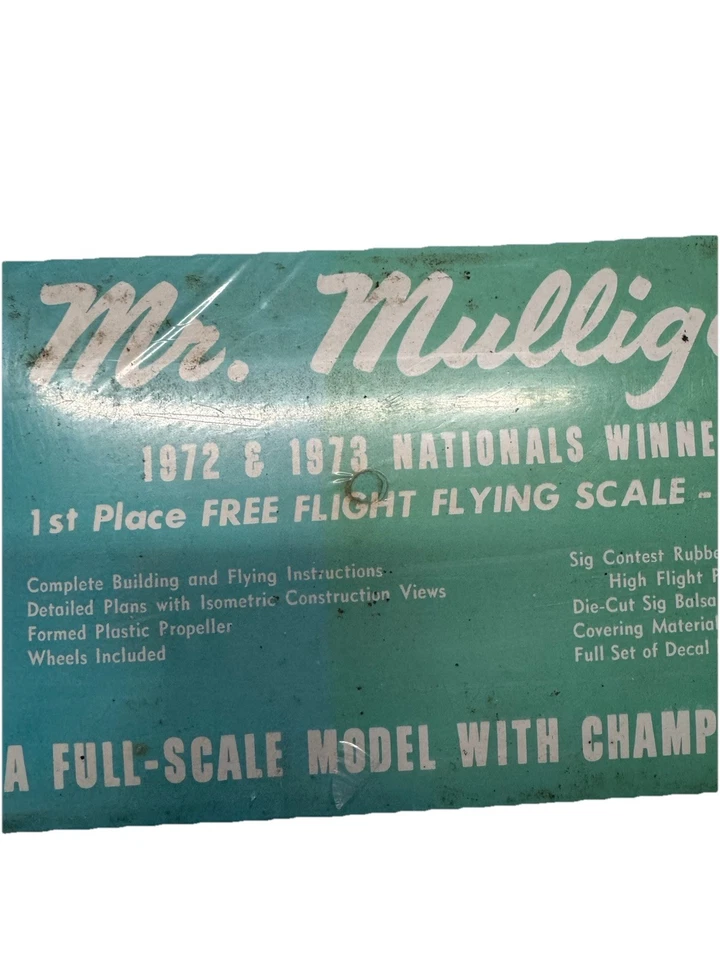 Mr. Mullig
1972 & 1973 NATIONALS WINNE
1st Place FREE FLIGHT FLYING SCALE -
Complete Building and Flying Instructions
Detailed Plans with Isometric Construction Views
Formed Plastic Propeller
Wheels Included
Sig Contest Rubbe
High Flight P
Die-Cut Sig Balsa
Covering Material
Full Set of Decal
A FULL-SCALE MODEL WITH CHAMP